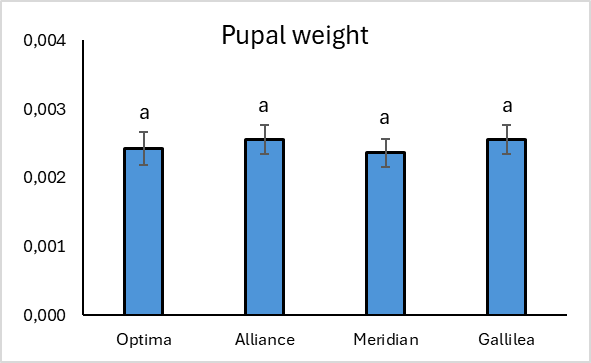 Pupal weight
0,004
0,003
0,002
0,001
0,000
a
a
a
a
Optima
Alliance
Meridian
Gallilea